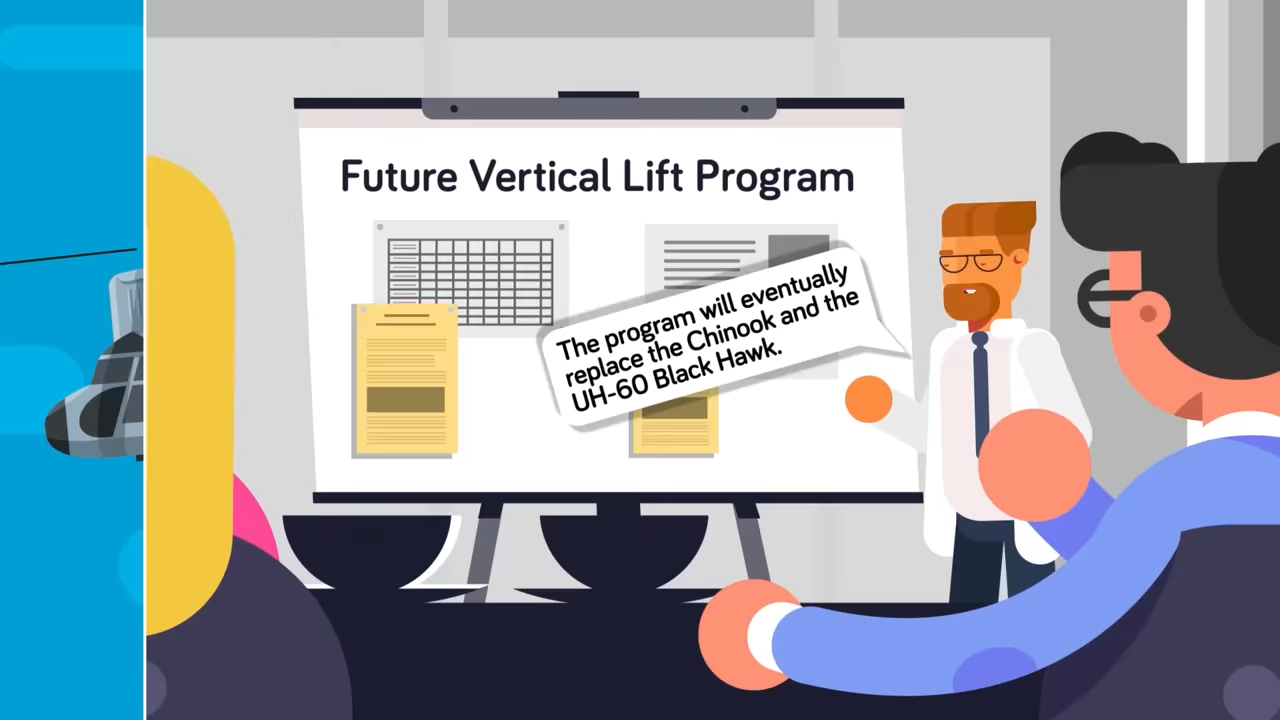 Future Vertical Lift Program
The program will eventually
replace the Chinook and the
UH-60 Black Hawk.